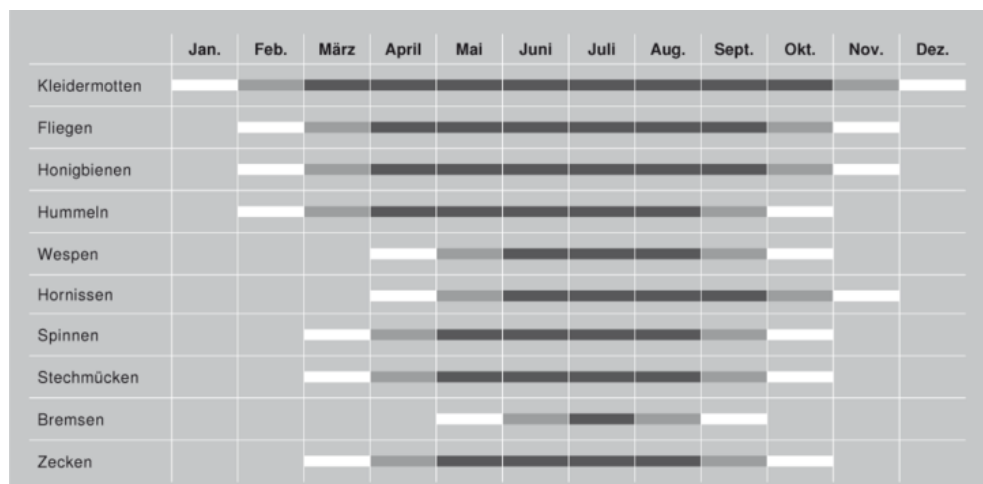 Jan. Feb. März April Mai Juni Juli Aug. Sept. Okt. Nov. Dez.
Kleidermotten
Fliegen
Honigbienen
Hummeln
Wespen
Hornissen
Spinnen
Stechmücken
Bremsen
Zecken